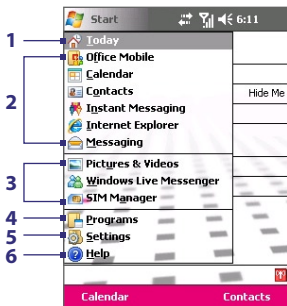 Start 6:11
1 Today
2 Office Mobile
Calendar
Contacts
Hide Me
Instant Messaging
Internet Explorer
Messaging
3 Pictures & Videos
Windows Live Messenger
SIM Manager
4 Programs
5 Settings
6 Help
Calendar Contacts